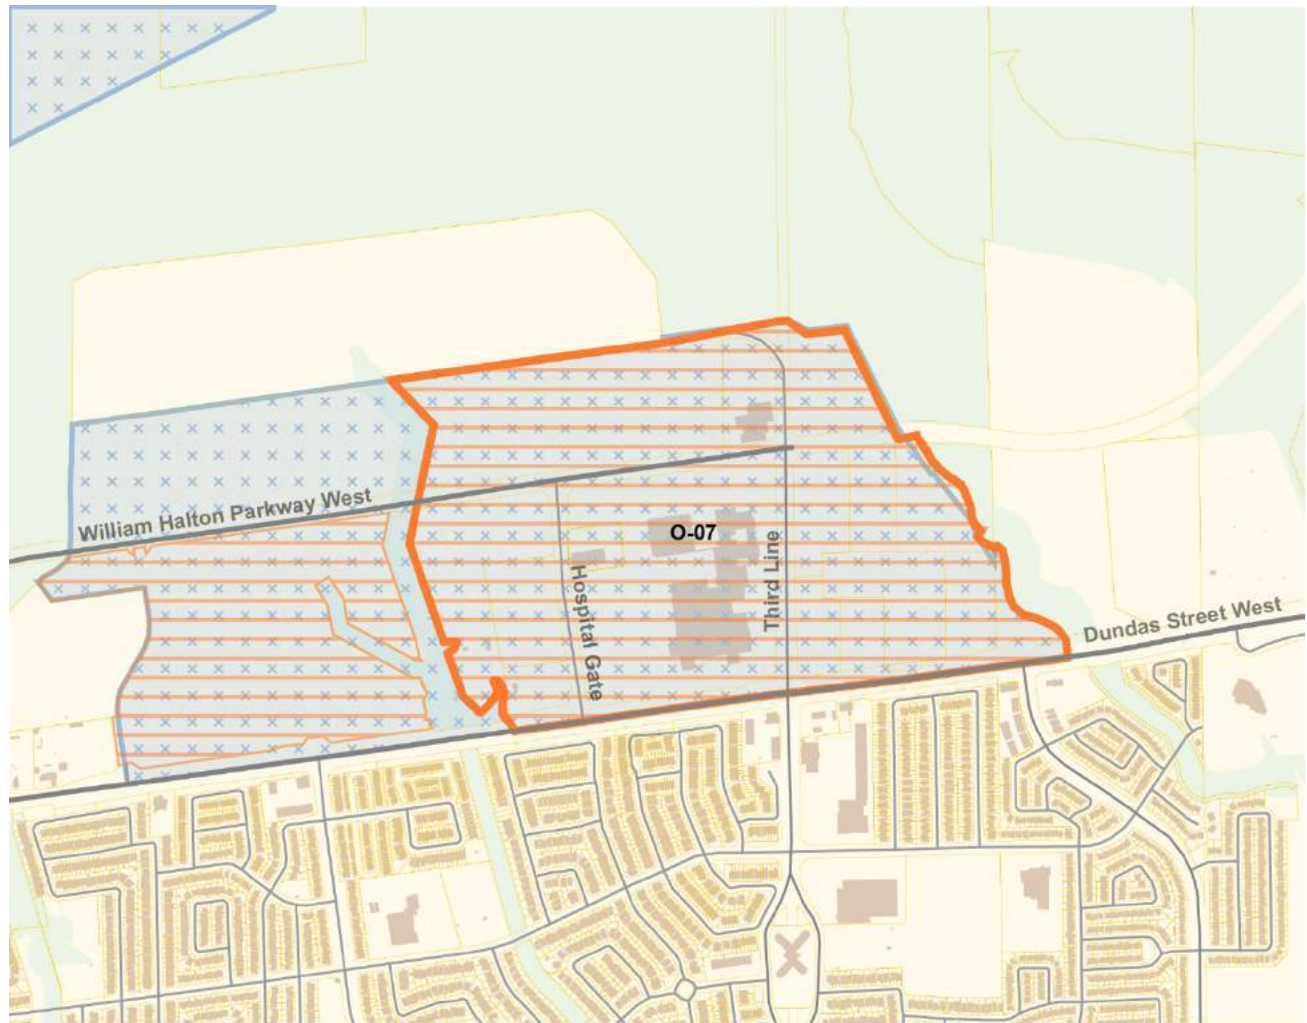 William Halton Parkway West
O-07
Third Line
Hospital Gate
Dundas Street West